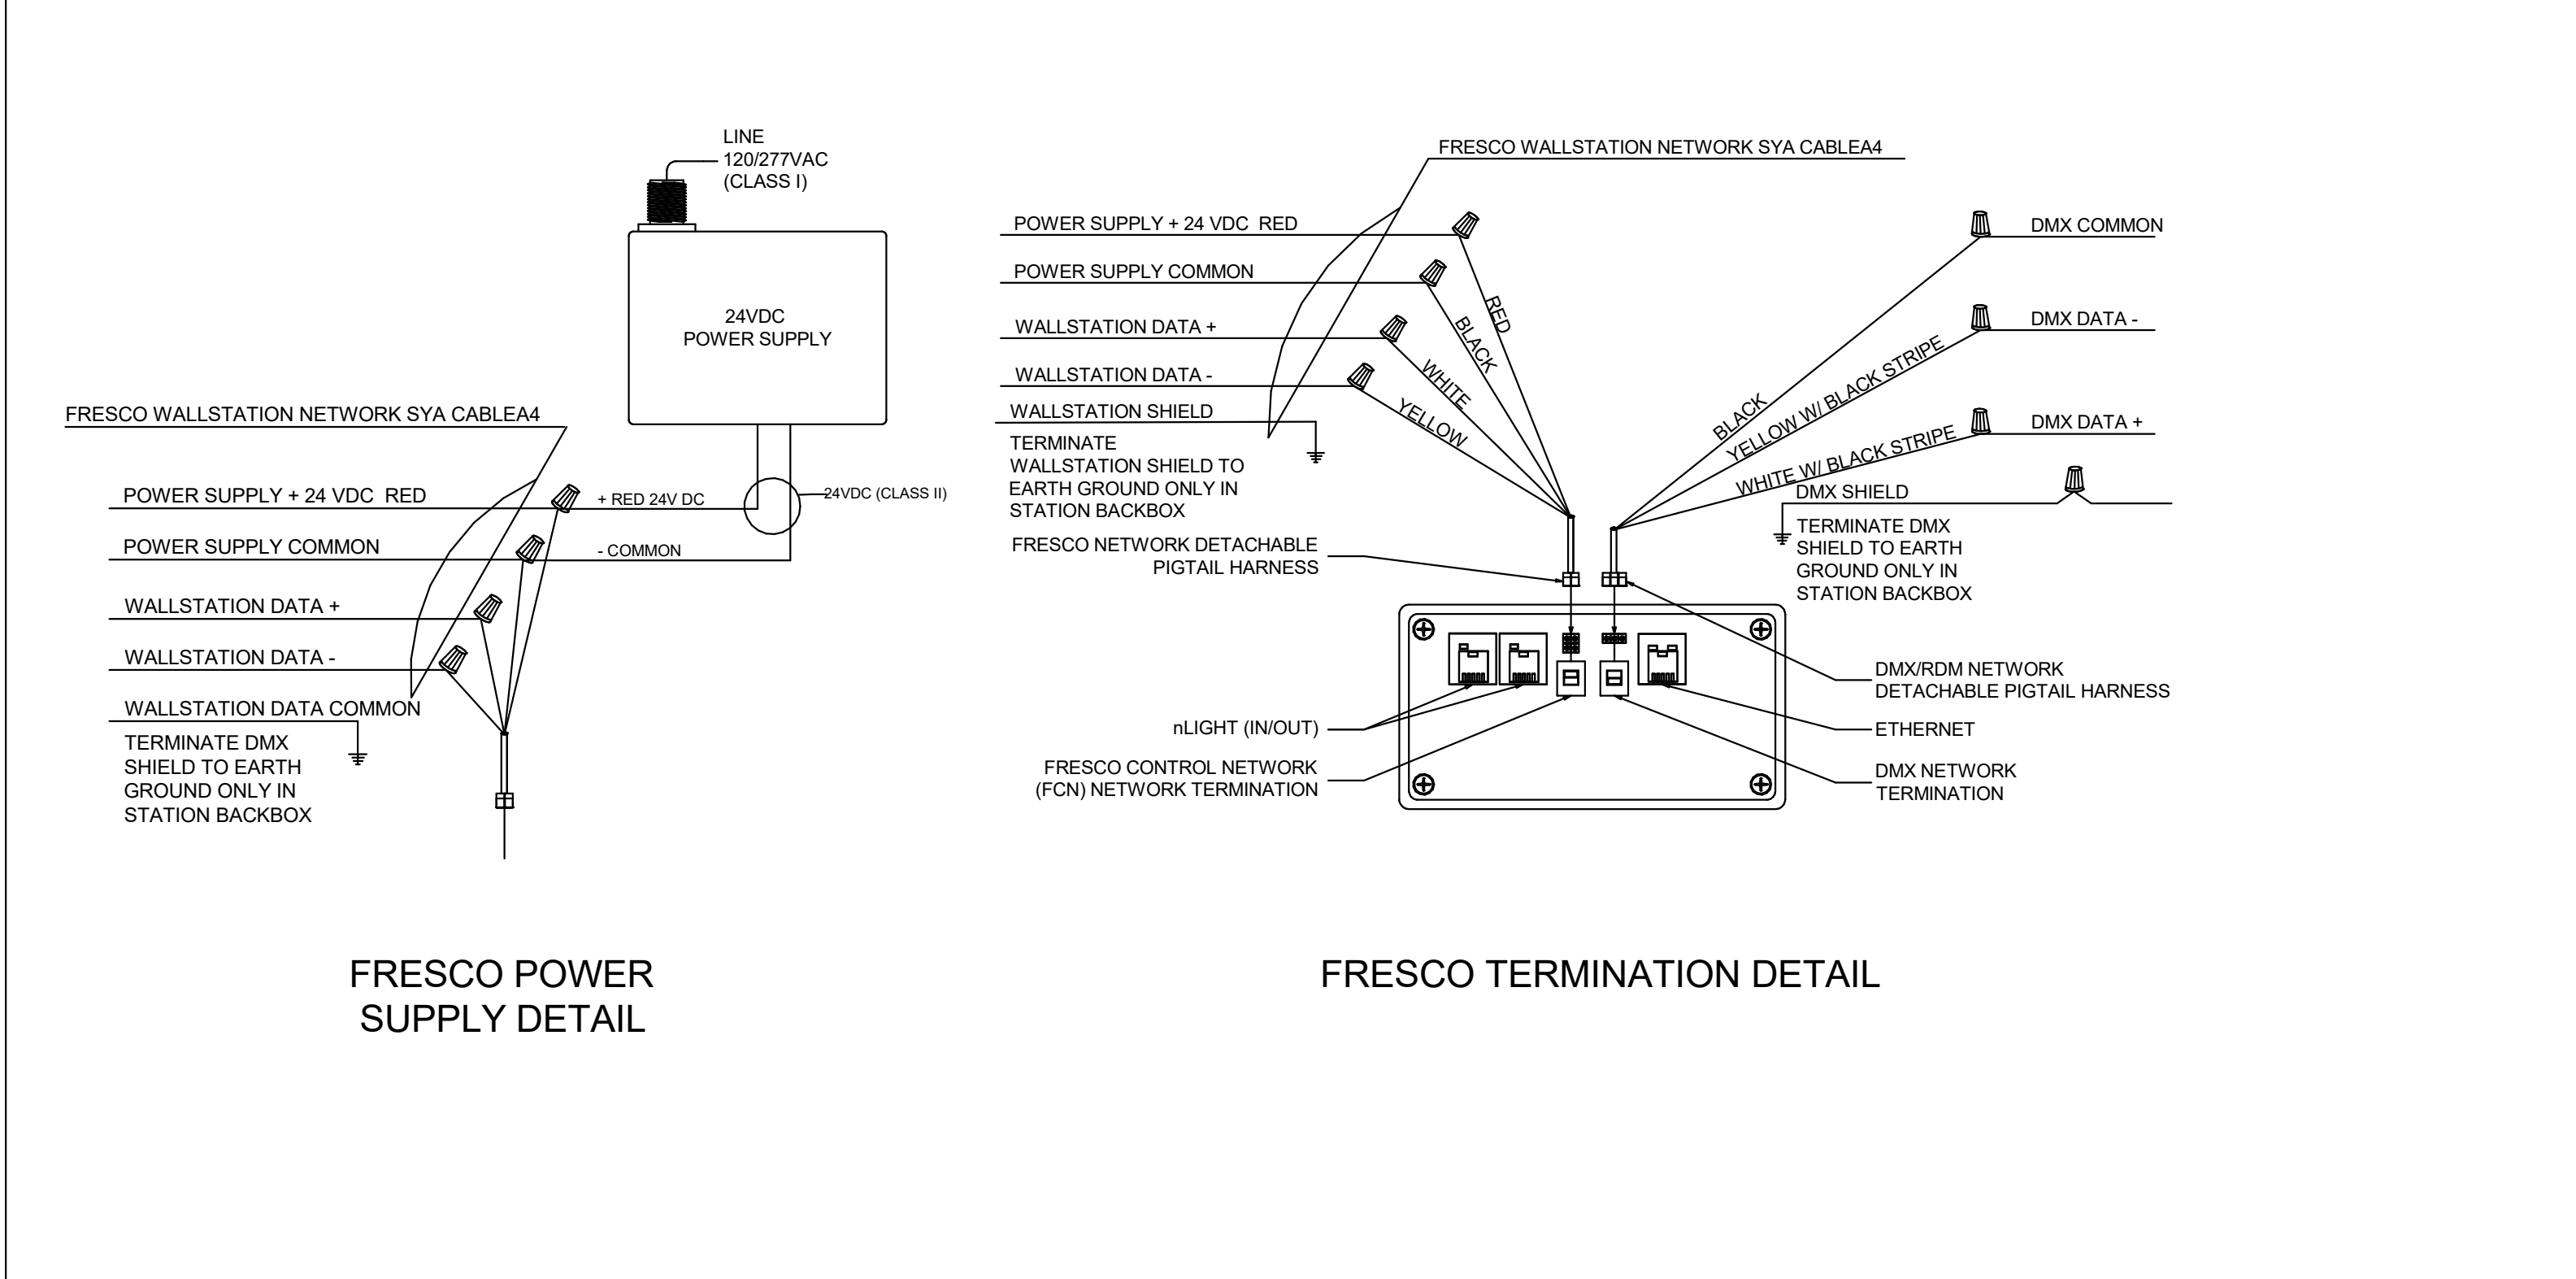 LINE
120/277VAC
(CLASS I)
24VDC
POWER SUPPLY
FRESCO WALLSTATION NETWORK SYA CABLEA4
POWER SUPPLY + 24 VDC  RED
+ RED 24V DC
24VDC (CLASS II)
POWER SUPPLY COMMON
- COMMON
WALLSTATION DATA +
WALLSTATION DATA -
WALLSTATION DATA COMMON
TERMINATE DMX
SHIELD TO EARTH
GROUND ONLY IN
STATION BACKBOX
FRESCO POWER
SUPPLY DETAIL
FRESCO WALLSTATION NETWORK SYA CABLEA4
POWER SUPPLY + 24 VDC  RED
POWER SUPPLY COMMON
WALLSTATION DATA +
WALLSTATION DATA -
WALLSTATION SHIELD
TERMINATE
WALLSTATION SHIELD TO
EARTH GROUND ONLY IN
STATION BACKBOX
RED
BLACK
WHITE
YELLOW
FRESCO NETWORK DETACHABLE
PIGTAIL HARNESS
nLIGHT (IN/OUT)
FRESCO CONTROL NETWORK
(FCN) NETWORK TERMINATION
DMX COMMON
DMX DATA -
DMX DATA +
BLACK
YELLOW W/ BLACK STRIPE
WHITE W/ BLACK STRIPE
DMX SHIELD
TERMINATE DMX
SHIELD TO EARTH
GROUND ONLY IN
STATION BACKBOX
DMX/RDM NETWORK
DETACHABLE PIGTAIL HARNESS
ETHERNET
DMX NETWORK
TERMINATION
FRESCO TERMINATION DETAIL